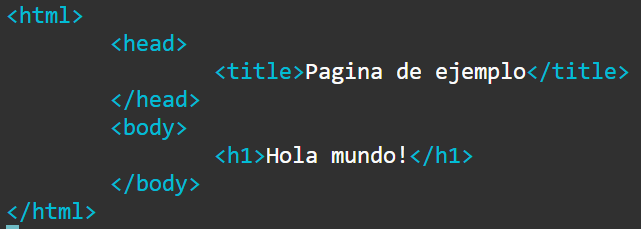 <html>
<head>
<title>Pagina de ejemplo</title>
</head>
<body>
<h1>Hola mundo!</h1>
</body>
</html>